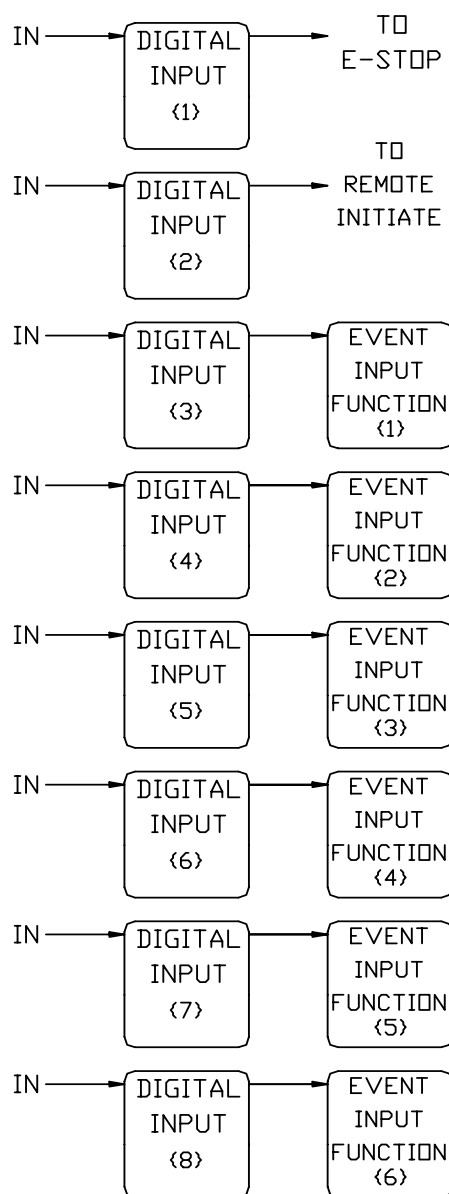 IN
DIGITAL
INPUT
{1}
TO
E-STOP
IN
DIGITAL
INPUT
{2}
TO
REMOTE
INITIATE
IN
DIGITAL
INPUT
{3}
EVENT
INPUT
FUNCTION
{1}
IN
DIGITAL
INPUT
{4}
EVENT
INPUT
FUNCTION
{2}
IN
DIGITAL
INPUT
{5}
EVENT
INPUT
FUNCTION
{3}
IN
DIGITAL
INPUT
{6}
EVENT
INPUT
FUNCTION
{4}
IN
DIGITAL
INPUT
{7}
EVENT
INPUT
FUNCTION
{5}
IN
DIGITAL
INPUT
{8}
EVENT
INPUT
FUNCTION
{6}